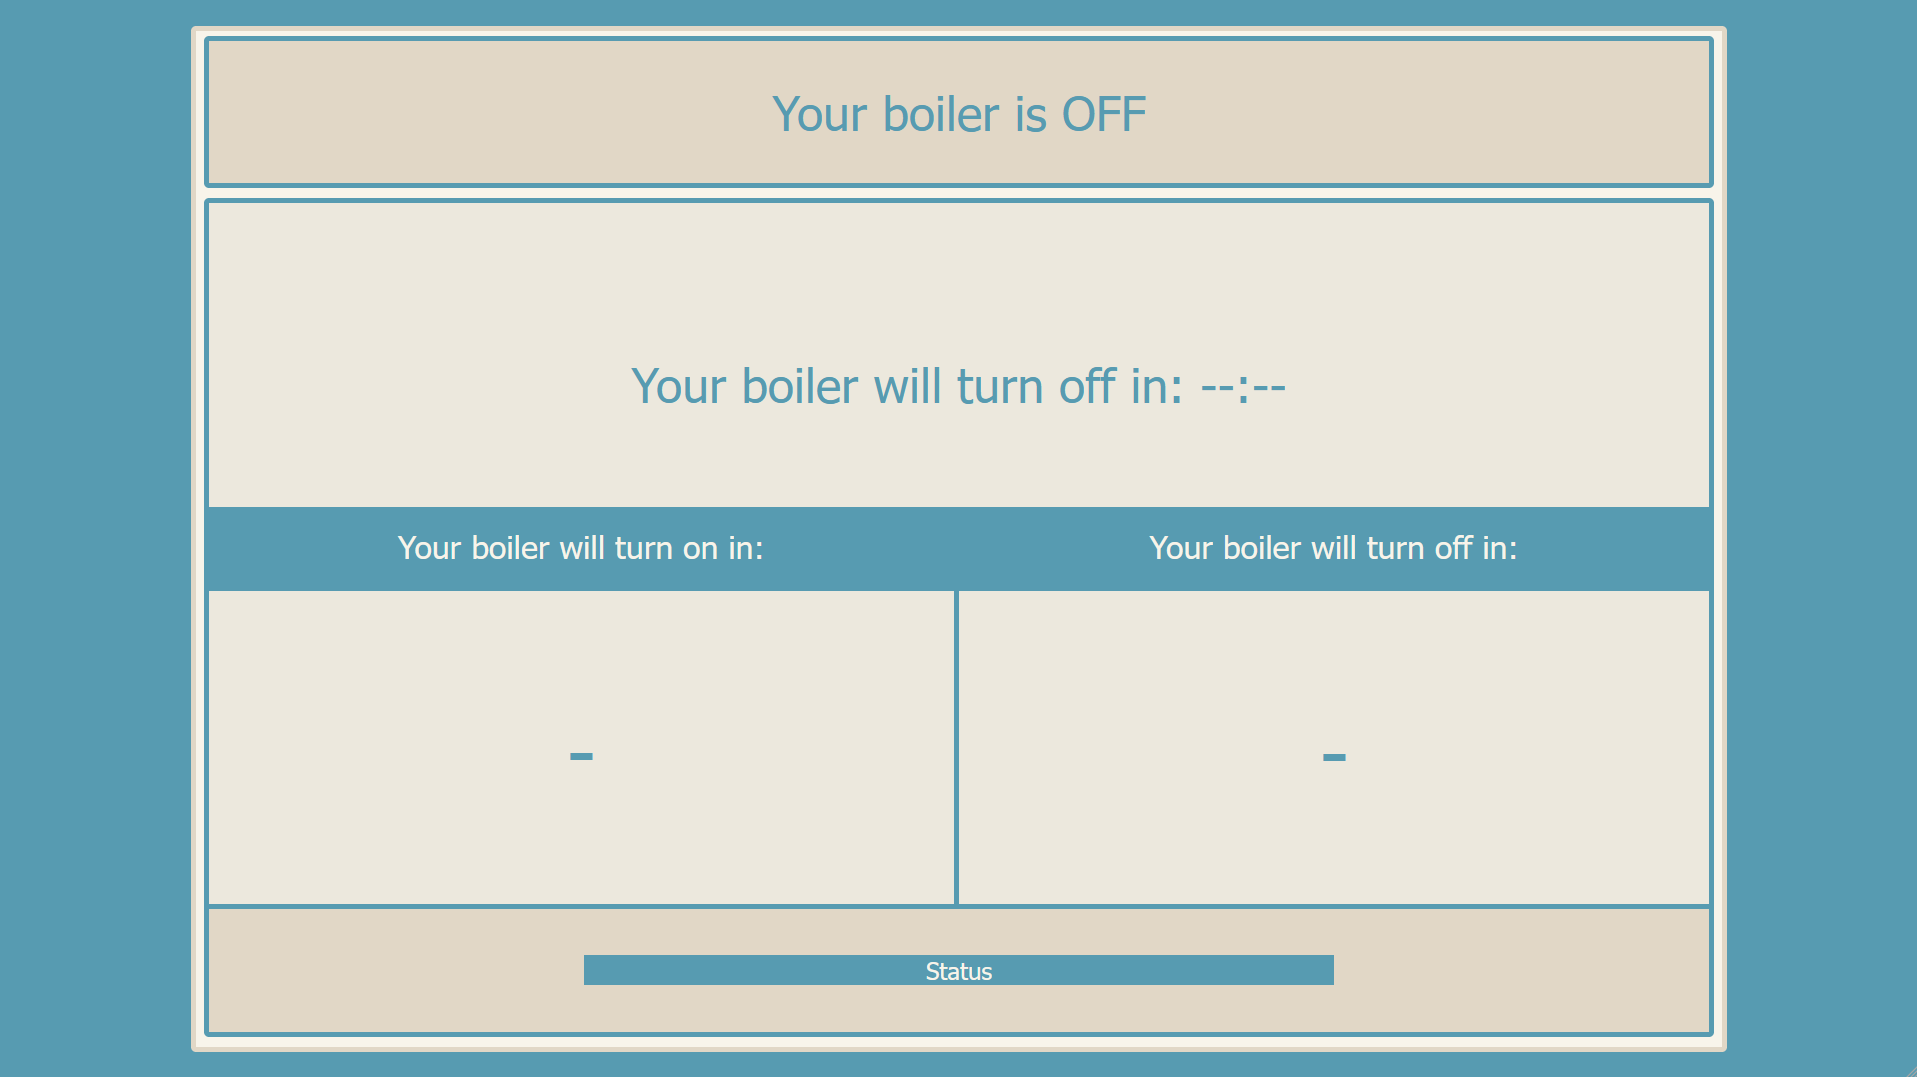 Your boiler is OFF
Your boiler will turn off in: --:--
Your boiler will turn on in:
Your boiler will turn off in:
-
-
Status